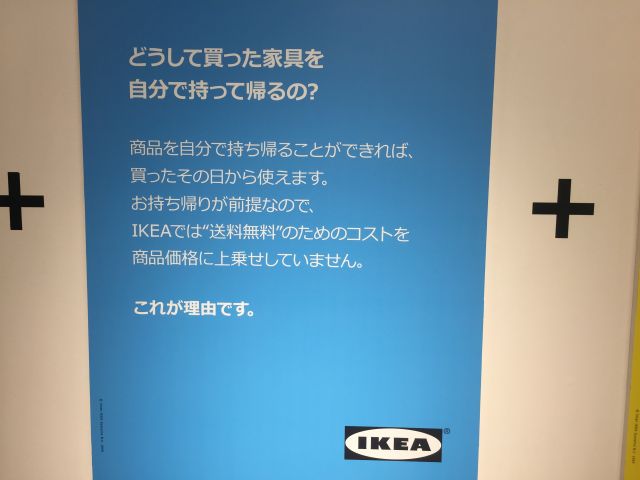 どうして買った家具を
自分で持って帰るの?
商品を自分で持ち帰ることができれば、
買ったその日から使えます。
お持ち帰りが前提なので、
IKEAでは“送料無料”のためのコストを
商品価格に上乗せしていません。
これが理由です。
IKEA®